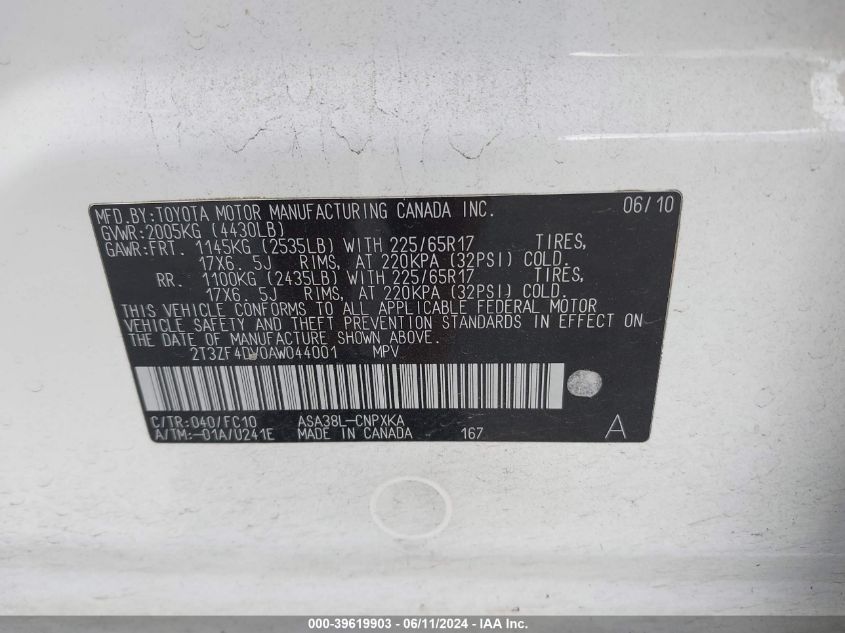 MFD.BY:TOYOTA MOTOR MANUFACTURING CANADA INC. 06/10
GVWR:2005KG (4430LB)
GAWR:FRT. 1145KG (2535LB) WITH 225/65R17 TIRES,
17X6.5J RIMS, AT 220KPA (32PSI) COLD.
RR. 1100KG (2435LB) WITH 225/65R17 TIRES,
17X6.5J RIMS, AT 220KPA (32PSI) COLD.
THIS VEHICLE CONFORMS TO ALL APPLICABLE FEDERAL MOTOR
VEHICLE SAFETY AND THEFT PREVENTION STANDARDS IN EFFECT ON
THE DATE OF MANUFACTURE SHOWN ABOVE.
2T3ZF4DV0AW044001 MPV
C/TR:040/FC10 ASA38L-CNPXKA
A/TM:-01A/U241E MADE IN CANADA 167 A
000-39619903 - 06/11/2024 - IAA Inc.